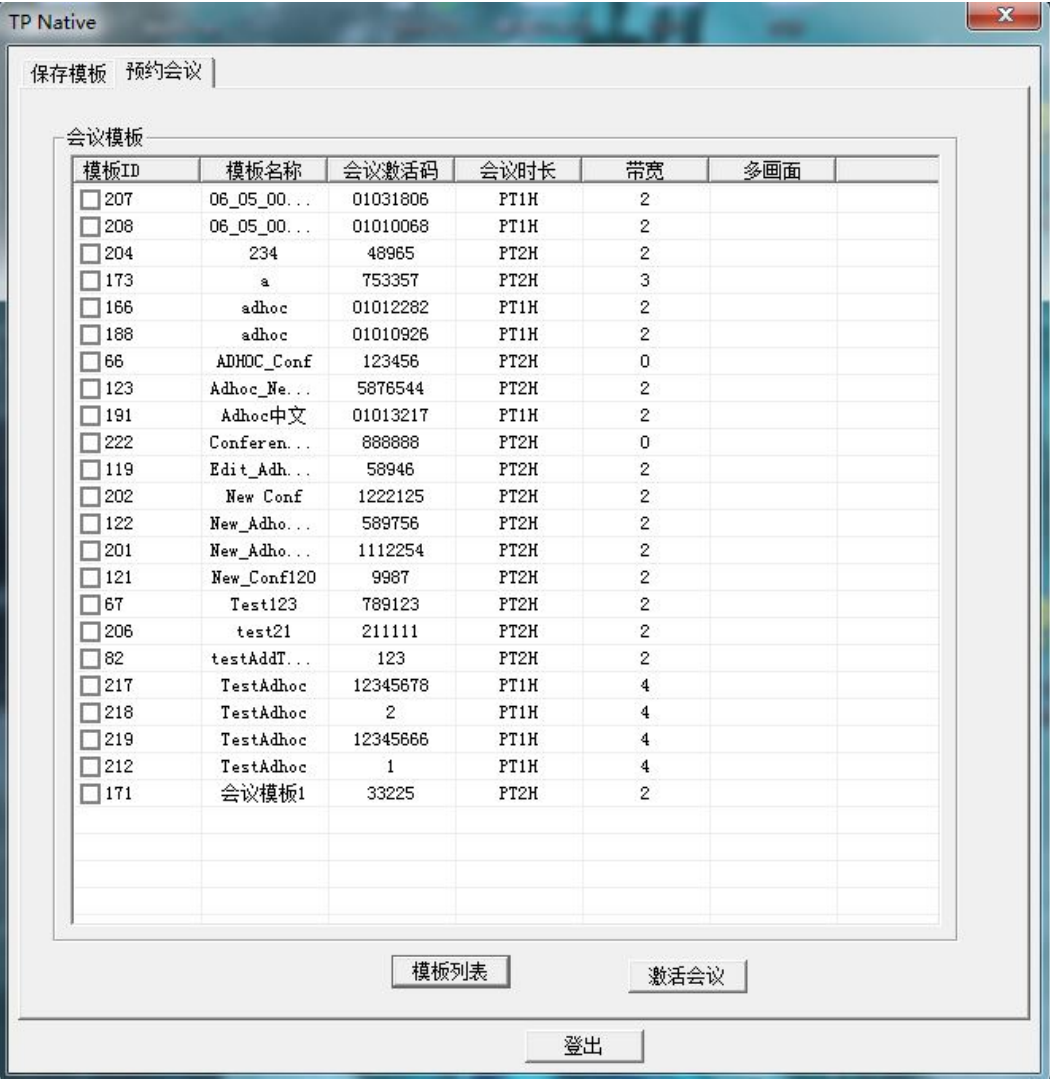 TP Native
保存模板 预约会议
会议模板
模板ID 模板名称 会议激活码 会议时长 带宽 多画面
207 06_05_00... 01031806 PT1H 2
208 06_05_00... 01010068 PT1H 2
204 234 48965 PT2H 2
173 a 753357 PT2H 3
166 adhoc 01012282 PT1H 2
188 adhoc 01010926 PT1H 2
66 ADHOC_Conf 123456 PT2H 0
123 Adhoc_Ne... 5876544 PT2H 2
191 Adhoc中文 01013217 PT1H 2
222 Conferen... 888888 PT2H 0
119 Edit_Adh... 58946 PT2H 2
202 New Conf 1222125 PT2H 2
122 New_Adho... 589756 PT2H 2
201 New_Adho... 1112254 PT2H 2
121 New_Conf120 9987 PT2H 2
67 Test123 789123 PT2H 2
206 test21 211111 PT2H 2
82 testAddT... 123 PT2H 2
217 TestAdhoc 12345678 PT1H 4
218 TestAdhoc 2 PT1H 4
219 TestAdhoc 12345666 PT1H 4
212 TestAdhoc 1 PT1H 4
171 会议模板1 33225 PT2H 2
模板列表 激活会议
登出